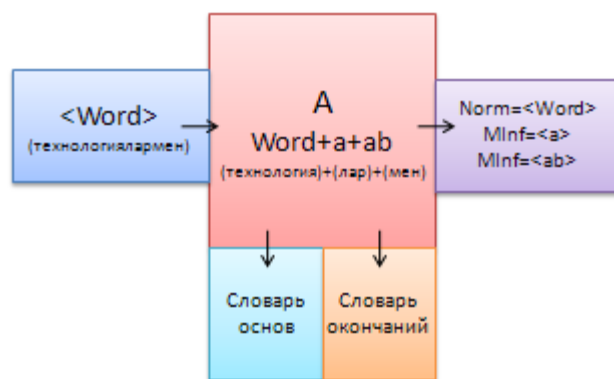 <Word>
(технологиялармен)
A
Word+a+ab
(технология)+(лар)+(мен)
Norm=<Word>
MInf=<a>
MInf=<ab>
Словарь
основ
Словарь
окончаний